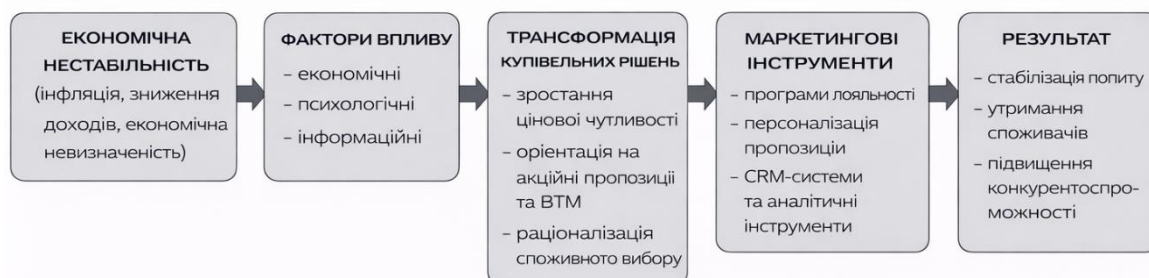 ЕКОНОМІЧНА
НЕСТАБІЛЬНІСТЬ
(інфляція, зниження
доходів, економічна
невизначеність)
ФАКТОРИ ВПЛИВУ
– економічні
– психологічні
– інформаційні
ТРАНСФОРМАЦІЯ
КУПІВЕЛЬНИХ РІШЕНЬ
– зростання
цінової чутливості
– орієнтація на
акційні пропозиції
та ВТМ
– раціоналізація
споживного вибору
МАРКЕТИНГОВІ
ІНСТРУМЕНТИ
– програми лояльності
– персоналізація
пропозиціи
– CRM-системи
та аналітичні
інструменти
РЕЗУЛЬТАТ
– стабілізація попиту
– утримання
споживачів
– підвищення
конкурентоспро-
можності